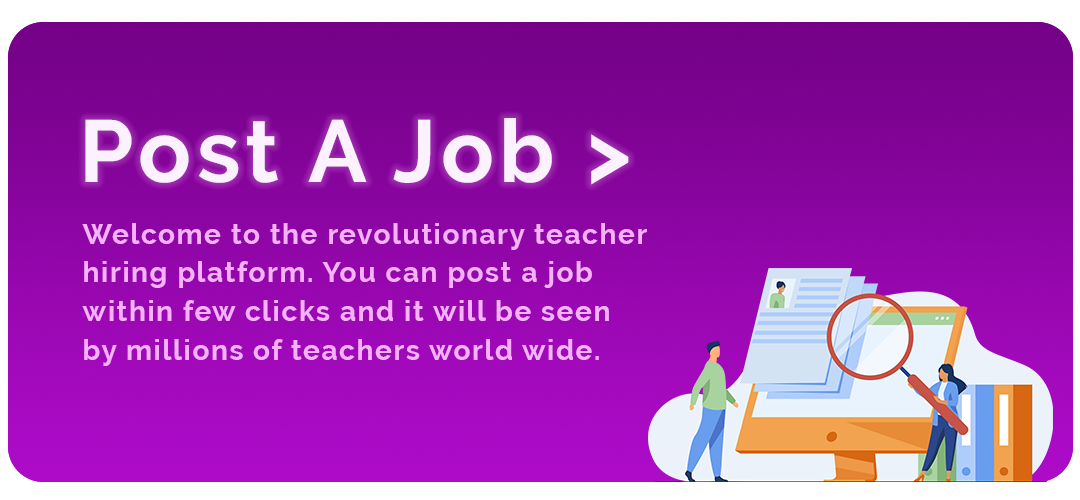 Post A Job >
Welcome to the revolutionary teacher
hiring platform. You can post a job
within few clicks and it will be seen
by millions of teachers world wide.